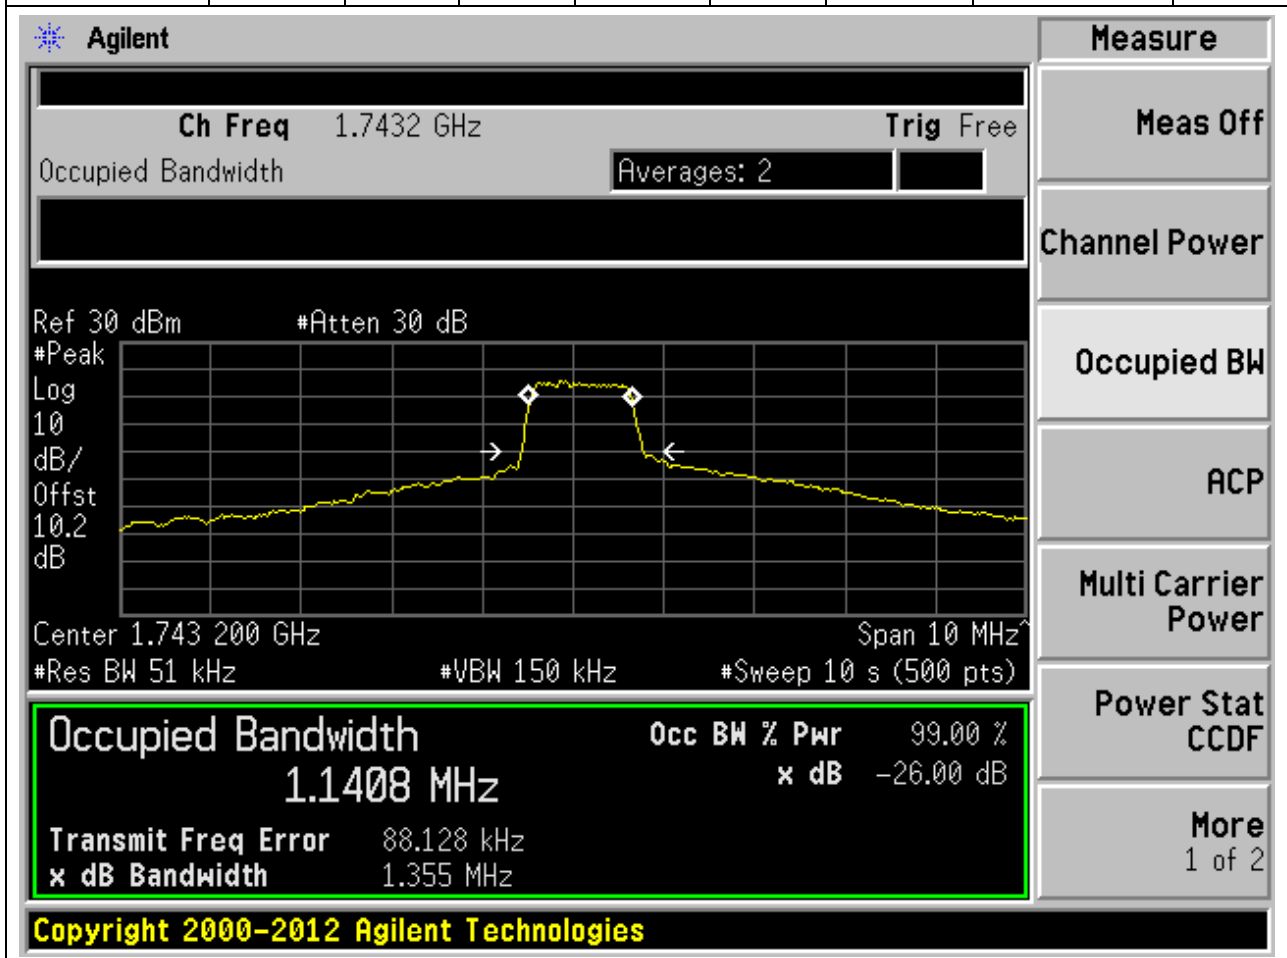 Agilent
Measure
Ch Freq 1.7432 GHz Trig Free
Occupied Bandwidth Averages: 2
Meas Off
Channel Power
Occupied BW
ACP
Multi Carrier
Power
Power Stat
CCDF
More
1 of 2
Ref 30 dBm #Atten 30 dB
#Peak
Log
10
dB/
Offst
10.2
dB
Center 1.743 200 GHz Span 10 MHz^
#Res BW 51 kHz #VBW 150 kHz #Sweep 10 s (500 pts)
Occupied Bandwidth Occ BW % Pwr 99.00 %
1.1408 MHz x dB -26.00 dB
Transmit Freq Error 88.128 kHz
x dB Bandwidth 1.355 MHz
Copyright 2000-2012 Agilent Technologies